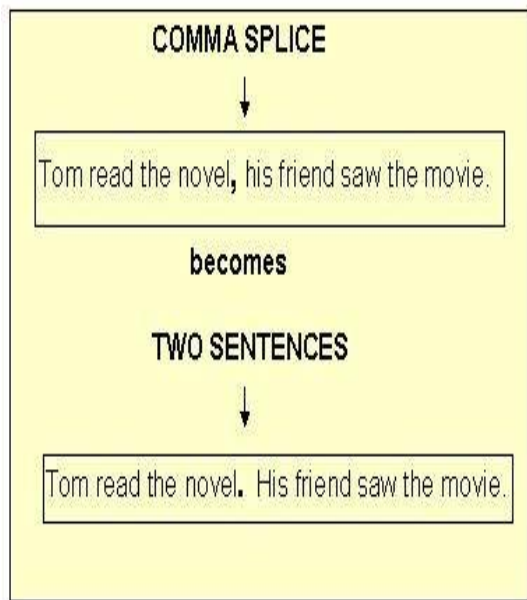 COMMA SPLICE
Tom read the novel, his friend saw the movie.
becomes
TWO SENTENCES
Tom read the novel. His friend saw the movie.